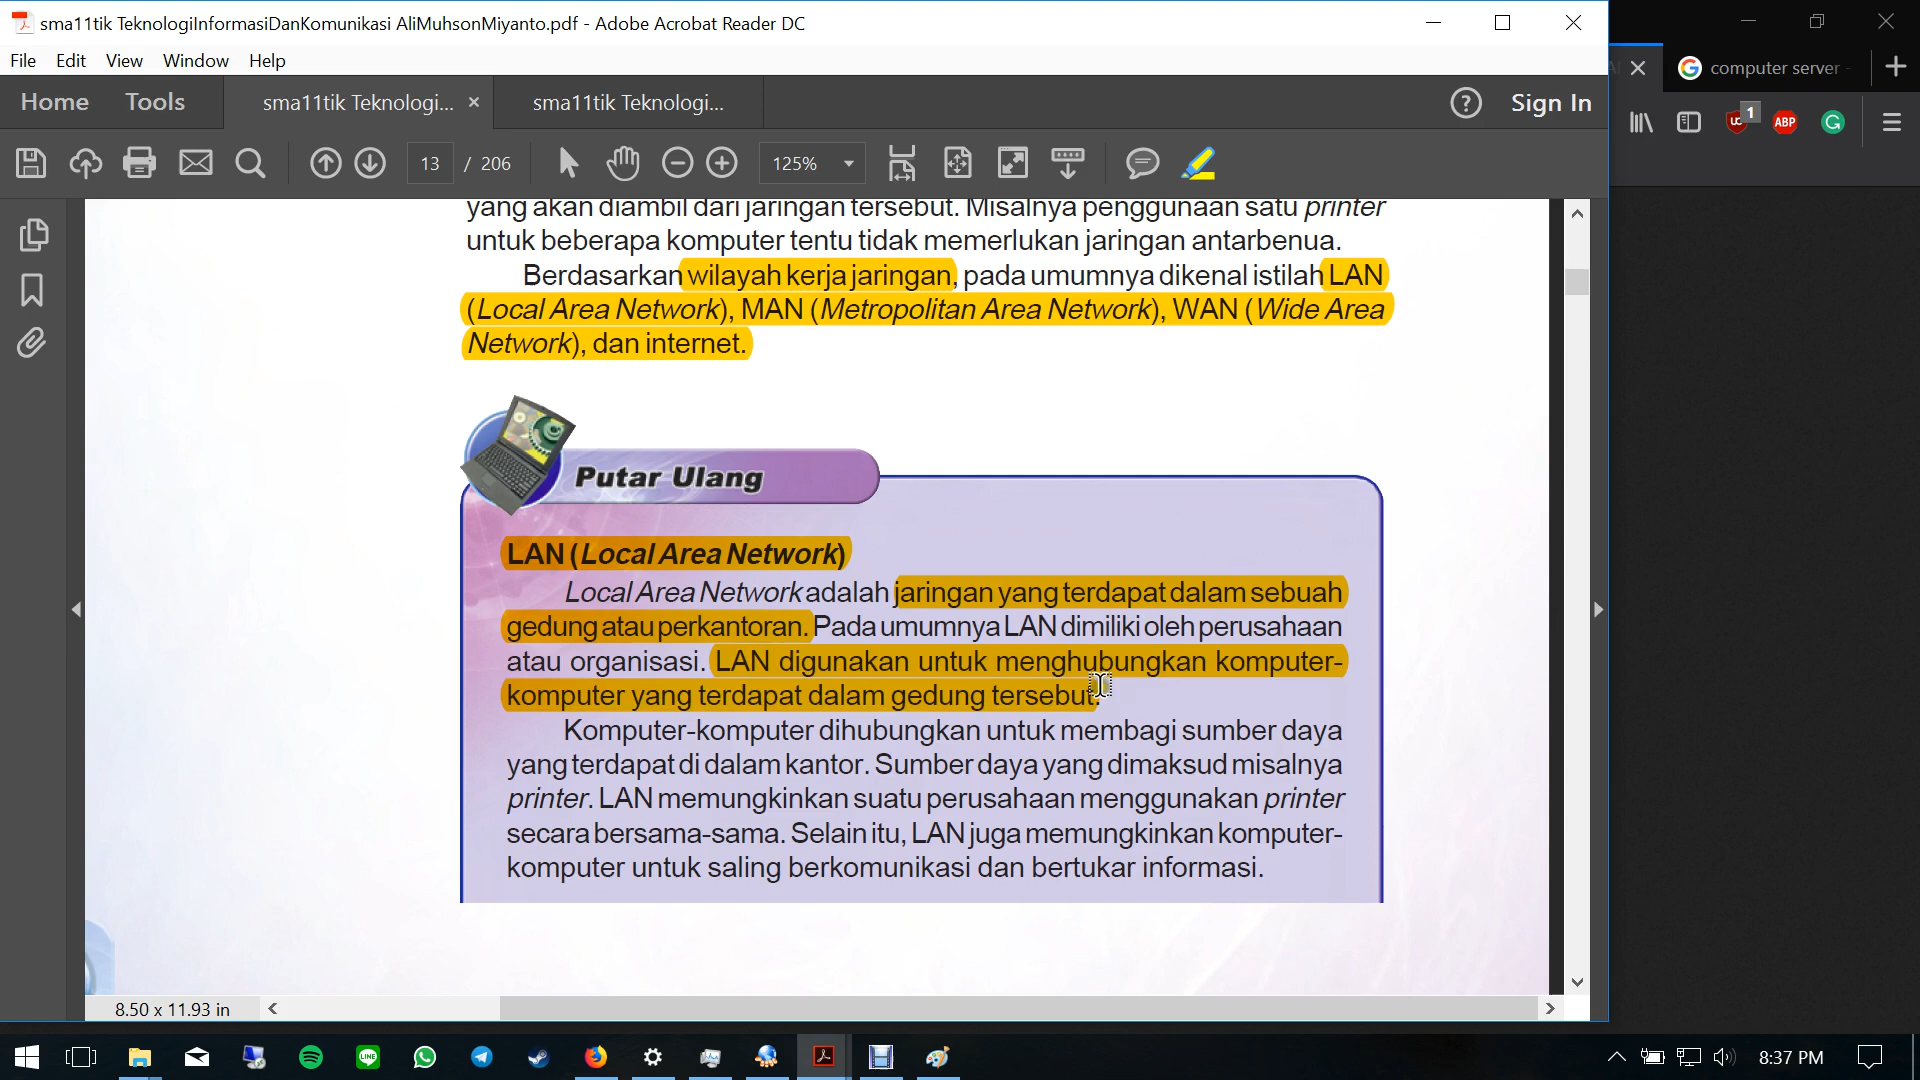 sma11tik TeknologiInformasiDanKomunikasi AliMuhsonMiyanto.pdf - Adobe Acrobat Reader DC
File Edit View Window Help
Home Tools sma11tik Teknologi... × sma11tik Teknologi... ? Sign In
computer server -
13 / 206 125%
1
ABP
yang akan diambil dari jaringan tersebut. Misalnya penggunaan satu printer
untuk beberapa komputer tentu tidak memerlukan jaringan antarbenua.
Berdasarkan wilayah kerja jaringan, pada umumnya dikenal istilah LAN
(Local Area Network), MAN (Metropolitan Area Network), WAN (Wide Area
Network), dan internet.
Putar Ulang
LAN (Local Area Network)
Local Area Network adalah jaringan yang terdapat dalam sebuah
gedung atau perkantoran. Pada umumnya LAN dimiliki oleh perusahaan
atau organisasi. LAN digunakan untuk menghubungkan komputer-
komputer yang terdapat dalam gedung tersebut.
Komputer-komputer dihubungkan untuk membagi sumber daya
yang terdapat di dalam kantor. Sumber daya yang dimaksud misalnya
printer. LAN memungkinkan suatu perusahaan menggunakan printer
secara bersama-sama. Selain itu, LAN juga memungkinkan komputer-
komputer untuk saling berkomunikasi dan bertukar informasi.
8.50 x 11.93 in
LINE
8:37 PM